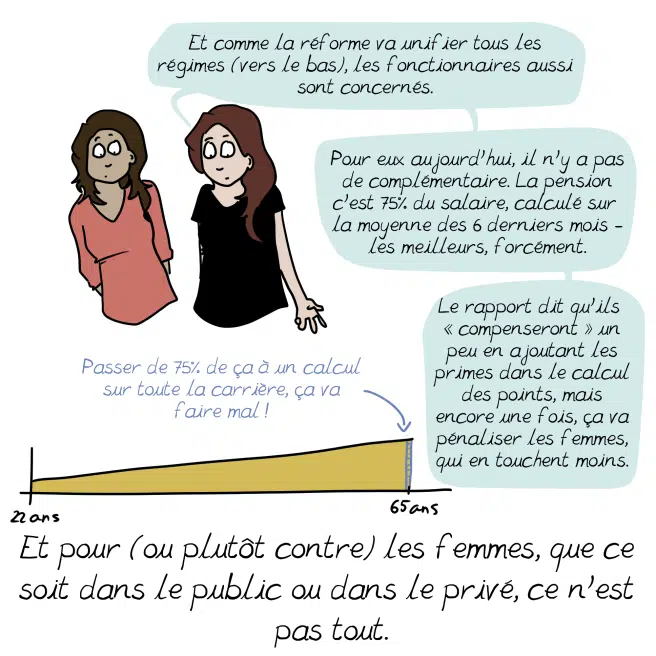 Et comme la réforme va unifier tous les
régimes (vers le bas), les fonctionnaires aussi
sont concernés.
Pour eux aujourd'hui, il n'y a pas
de complémentaire. La pension
c'est 75% du salaire, calculé sur
la moyenne des 6 derniers mois -
les meilleurs, forcément.
Le rapport dit qu'ils
« compenseront » un
peu en ajoutant les
primes dans le calcul
des points, mais
encore une fois, ça va
pénaliser les femmes,
qui en touchent moins.
Passer de 75% de ça à un calcul
sur toute la carrière, ça va
faire mal !
22 ans
65 ans
Et pour (ou plutôt contre) les femmes, que ce
soit dans le public ou dans le privé, ce n'est
pas tout.